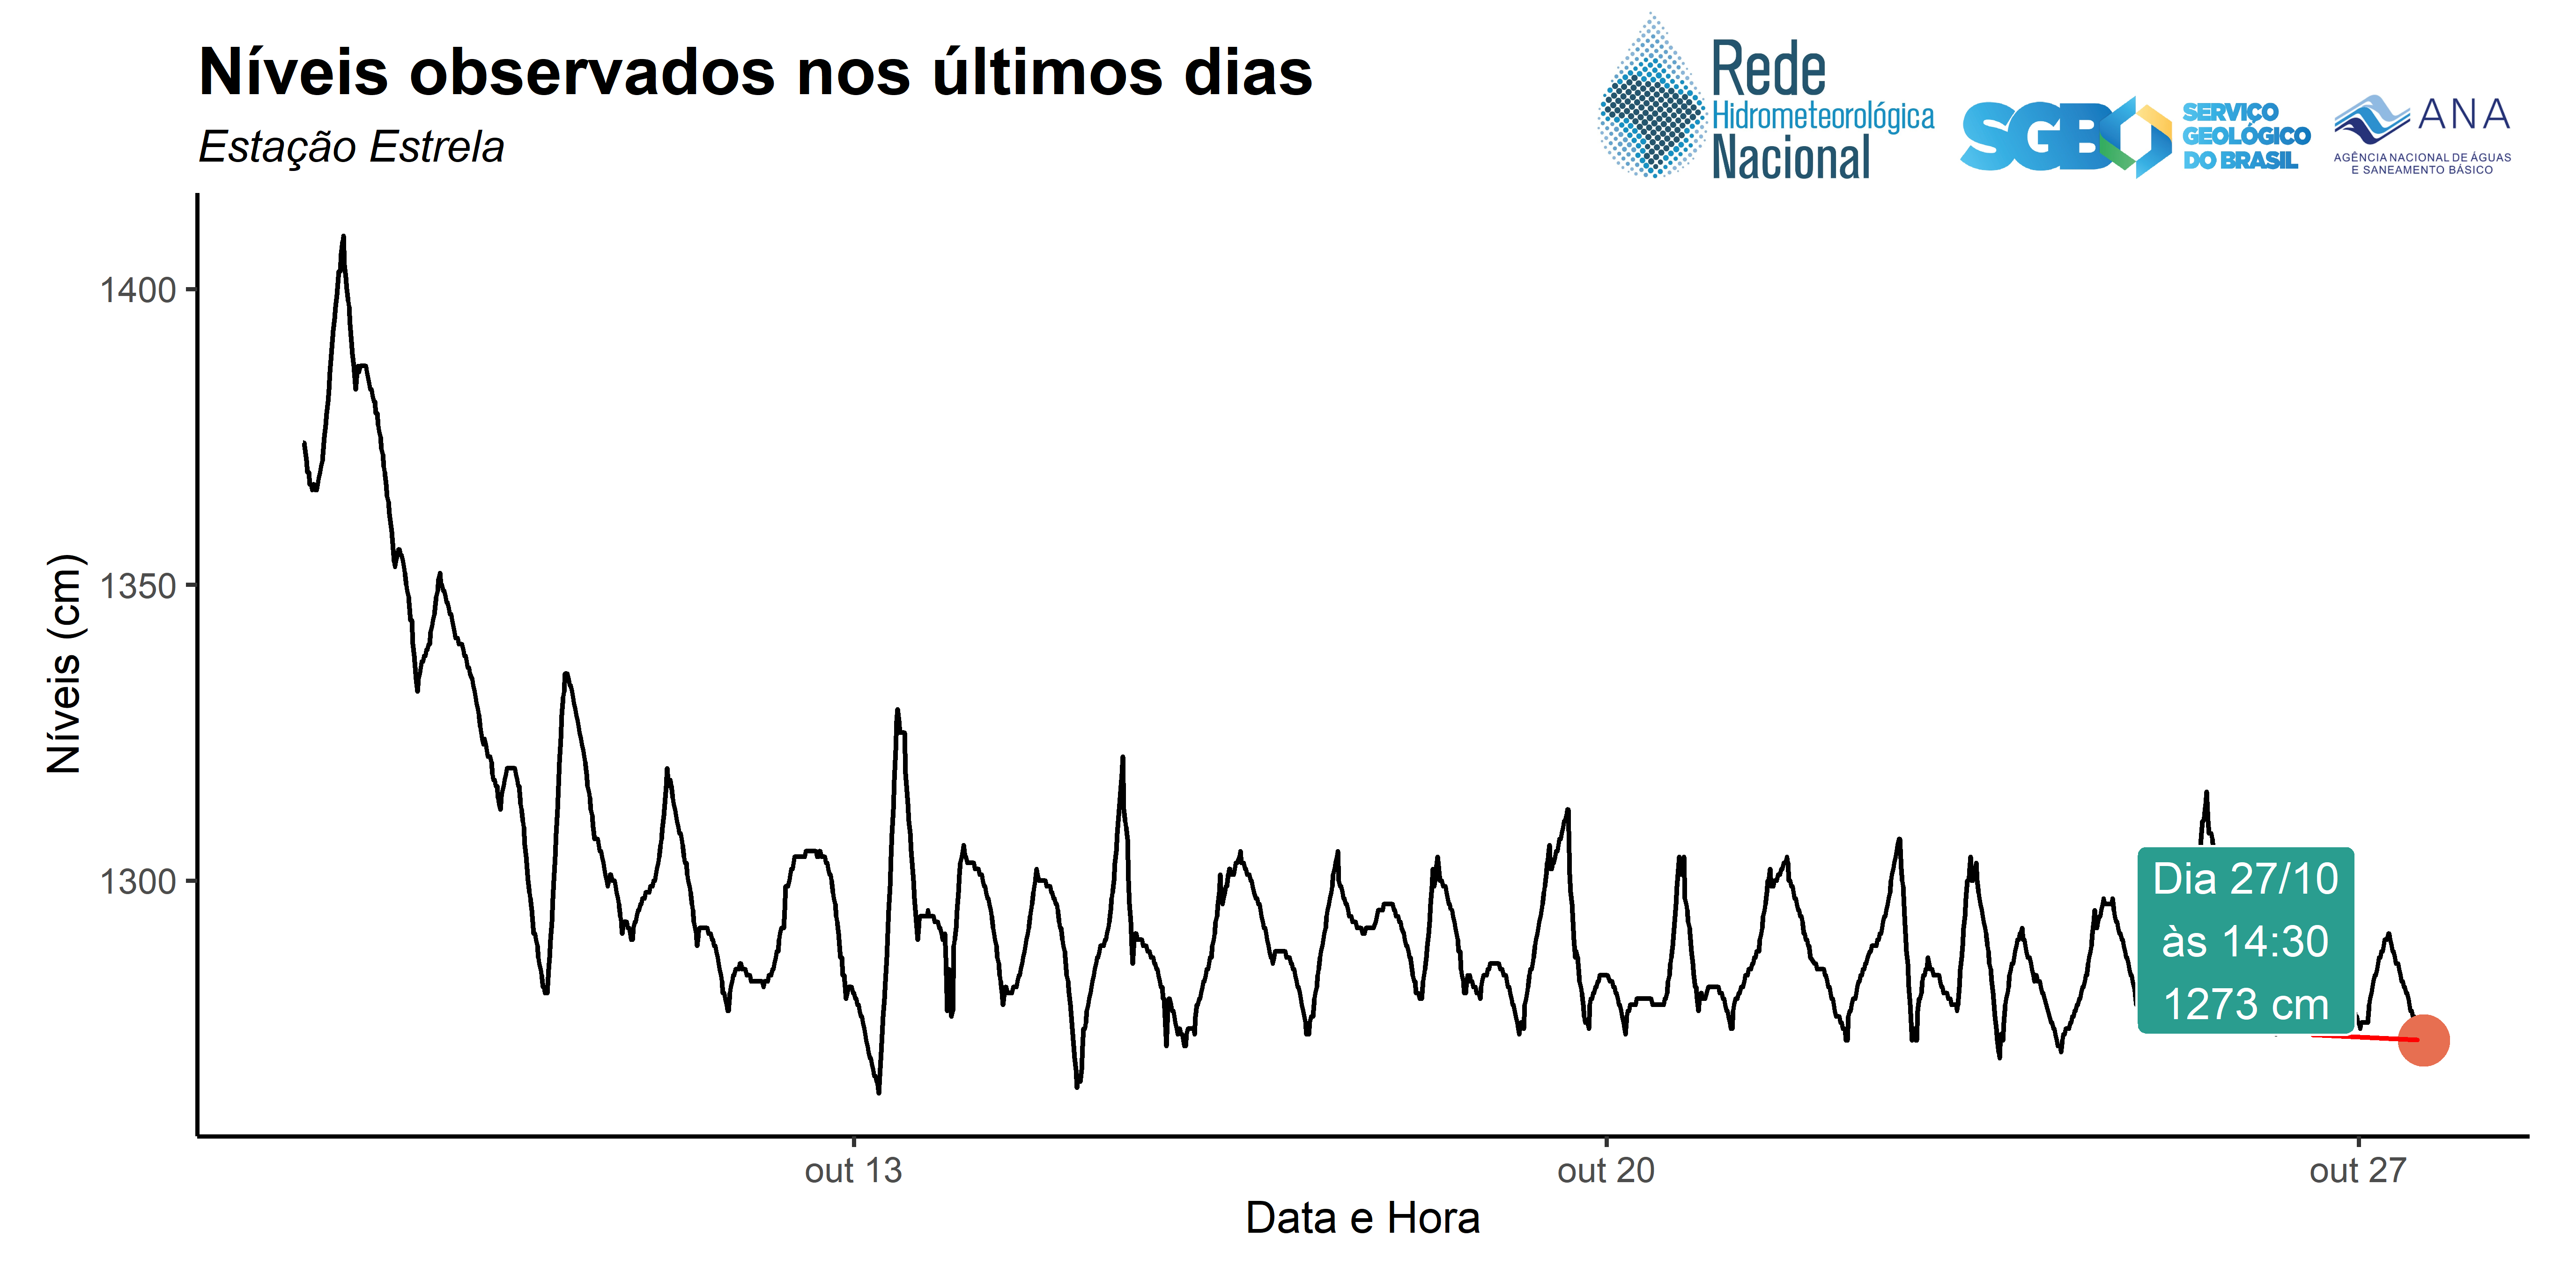 Níveis observados nos últimos dias
Estação Estrela
Rede
Hidrometeorológica
Nacional
SGB
SERVIÇO
GEOLÓGICO
DO BRASIL
ANA
AGÊNCIA NACIONAL DE ÁGUAS
E SANEAMENTO BÁSICO
Níveis (cm)
1400
1350
1300
Dia 27/10
às 14:30
1273 cm
out 13
out 20
out 27
Data e Hora